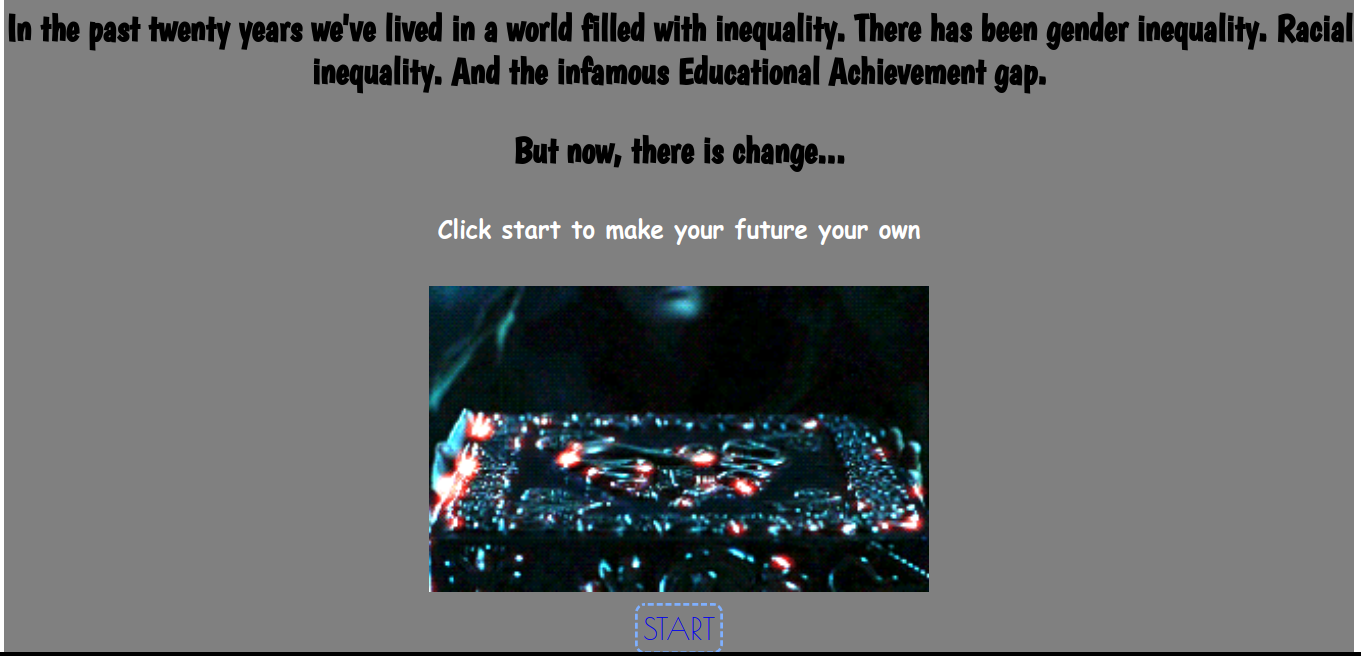 In the past twenty years we've lived in a world filled with inequality. There has been gender inequality. Racial
inequality. And the infamous Educational Achievement gap.
But now, there is change...
Click start to make your future your own
START